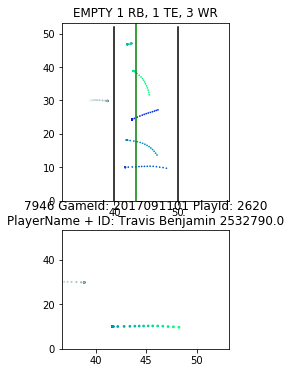 EMPTY 1 RB, 1 TE, 3 WR
50
40
30
20
10
0
40 50
7946 GameId: 2017091101 PlayId: 2620
PlayerName + ID: Travis Benjamin 2532790.0
40
20
0
40 45 50